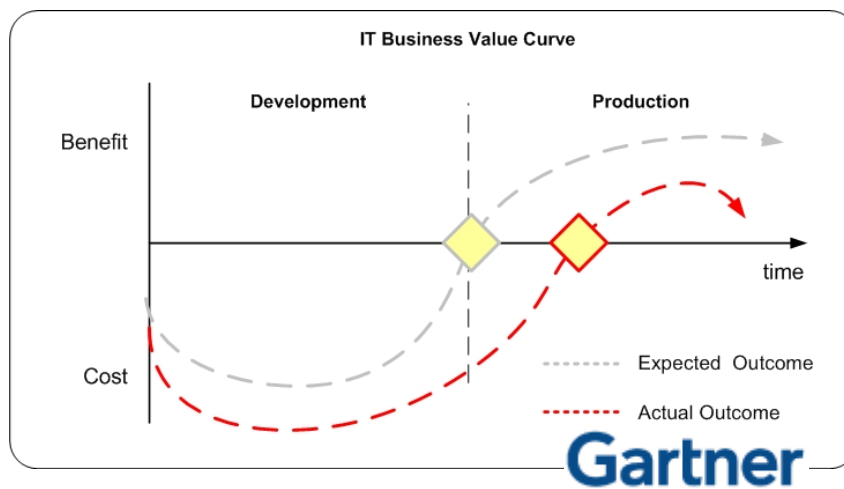 IT Business Value Curve
Development
Production
Benefit
time
Cost
Expected Outcome
Actual Outcome
Gartner